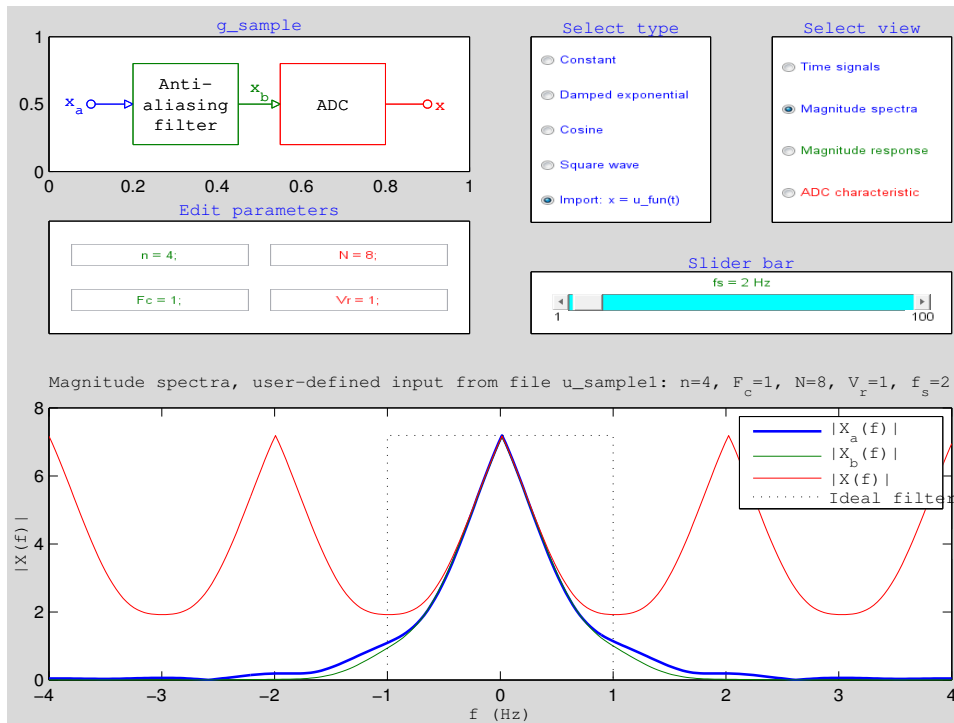 g_sample
1
0.5
0
x_a
Anti-
aliasing
filter
x_b
ADC
x
0 0.2 0.4 0.6 0.8 1
Edit parameters
n = 4;
N = 8;
Fc = 1;
Vr = 1;
Select type
Constant
Damped exponential
Cosine
Square wave
Import: x = u_fun(t)
Select view
Time signals
Magnitude spectra
Magnitude response
ADC characteristic
Slider bar
fs = 2 Hz
1 100
Magnitude spectra, user-defined input from file u_sample1: n=4, F_c=1, N=8, V_r=1, f_s=2
8
6
4
2
0
|X(f)|
|X_a(f)|
|X_b(f)|
|X(f)|
Ideal filter
−4 −3 −2 −1 0 1 2 3 4
f (Hz)